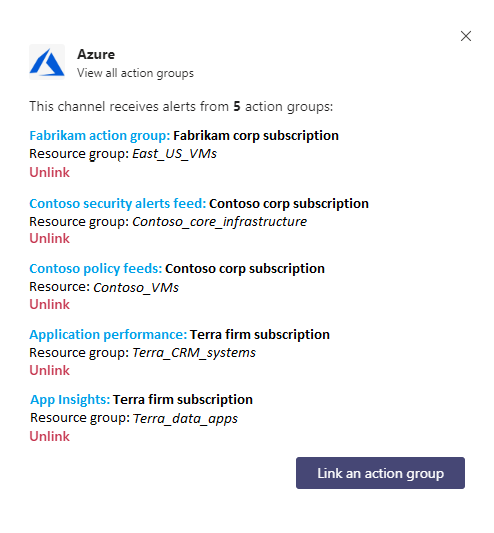 Azure
View all action groups
This channel receives alerts from 5 action groups:
Fabrikam action group: Fabrikam corp subscription
Resource group: East_US_VMs
Unlink
Contoso security alerts feed: Contoso corp subscription
Resource group: Contoso_core_infrastructure
Unlink
Contoso policy feeds: Contoso corp subscription
Resource: Contoso_VMs
Unlink
Application performance: Terra firm subscription
Resource group: Terra_CRM_systems
Unlink
App Insights: Terra firm subscription
Resource group: Terra_data_apps
Unlink
Link an action group